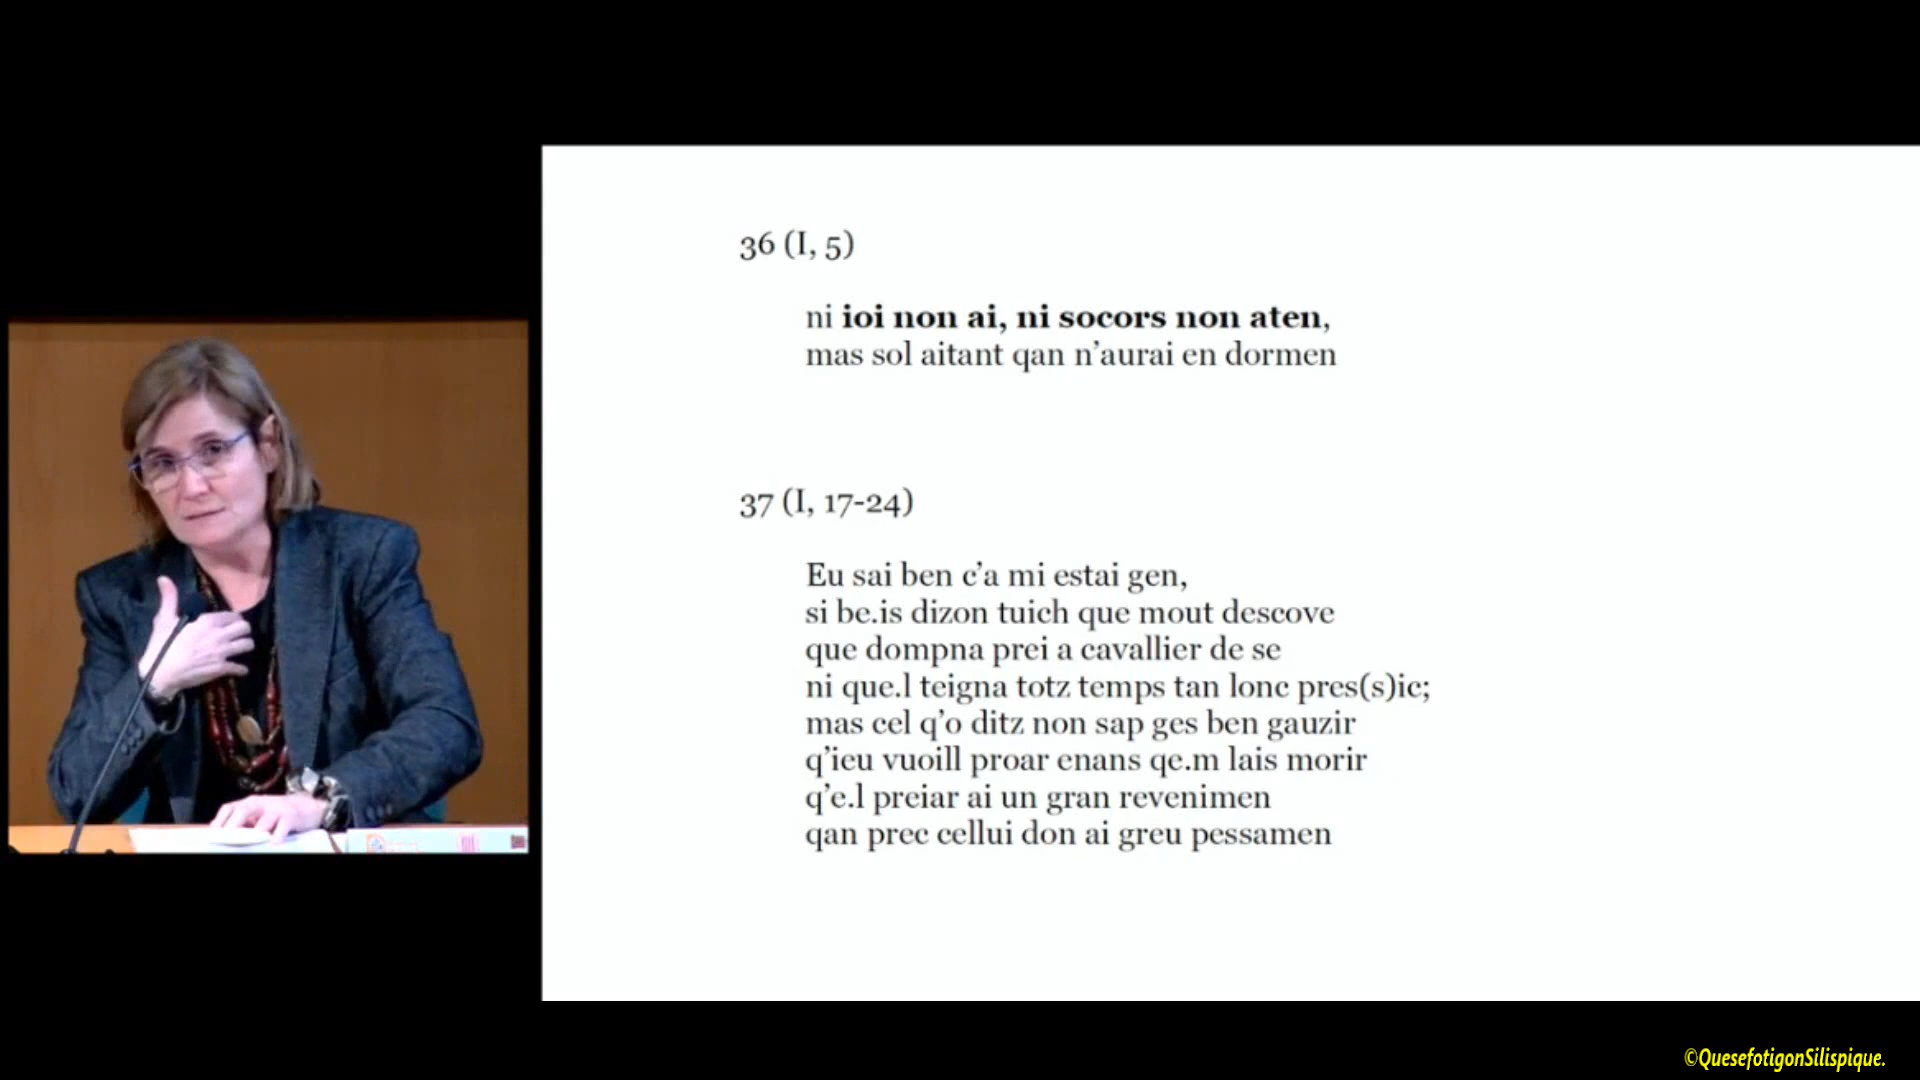 36 (I, 5)
ni ioi non ai, ni socors non aten,
mas sol aitant qan n’aurai en dormen
37 (I, 17-24)
Eu sai ben c’a mi estai gen,
si be.is dizon tuich que mout descove
que dompna prei a cavallier de se
ni que.l teigna totz temps tan lonc pres(s)ic;
mas cel q’o ditz non sap ges ben gauzir
q’ieu vuoill proar enans qe.m lais morir
q’e.l preiar ai un gran revenimen
qan prec cellui don ai greu pessamen
©QuesefotigonSilispique.